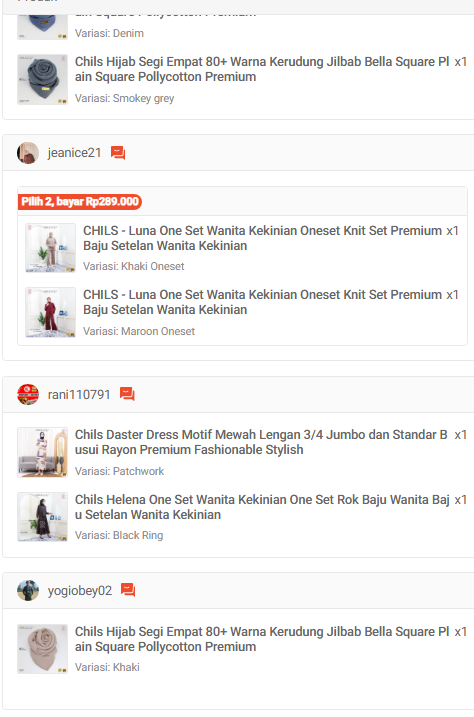 Variasi: Denim
Chils Hijab Segi Empat 80+ Warna Kerudung Jilbab Bella Square Pl x1
ain Square Pollycotton Premium
Variasi: Smokey grey
jeanice21
Pilih 2, bayar Rp289.000
CHILS - Luna One Set Wanita Kekinian Oneset Knit Set Premium x1
Baju Setelan Wanita Kekinian
Variasi: Khaki Oneset
CHILS - Luna One Set Wanita Kekinian Oneset Knit Set Premium x1
Baju Setelan Wanita Kekinian
Variasi: Maroon Oneset
rani110791
Chils Daster Dress Motif Mewah Lengan 3/4 Jumbo dan Standar B x1
usui Rayon Premium Fashionable Stylish
Variasi: Patchwork
Chils Helena One Set Wanita Kekinian One Set Rok Baju Wanita Baj x1
u Setelan Wanita Kekinian
Variasi: Black Ring
yogiobey02
Chils Hijab Segi Empat 80+ Warna Kerudung Jilbab Bella Square Pl x1
ain Square Pollycotton Premium
Variasi: Khaki